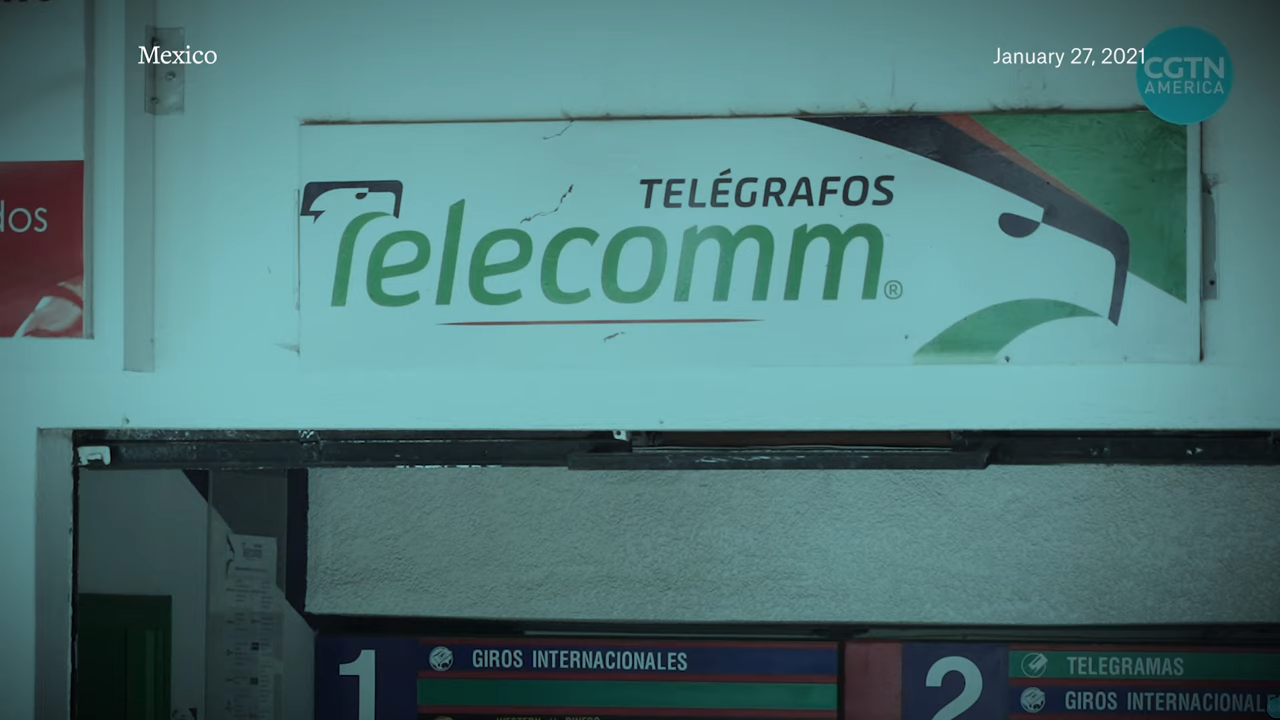 Mexico
January 27, 2021
CGTN
AMERICA
dos
TELÉGRAFOS
Telecomm®
1
GIROS INTERNACIONALES
2
TELEGRAMAS
GIROS INTERNACIONALE